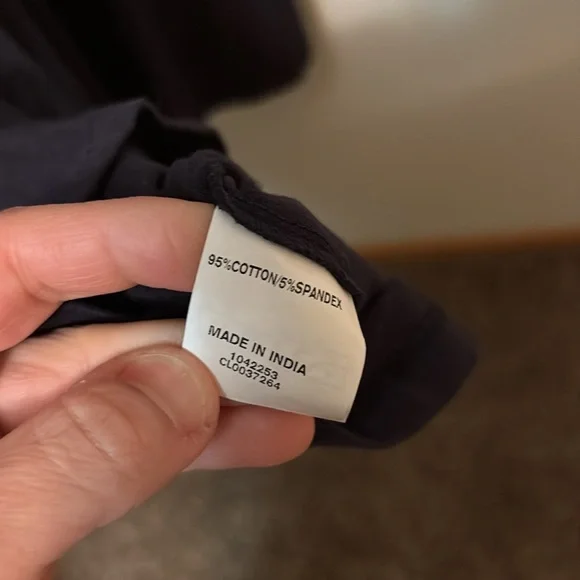 95%COTTON/5%SPANDEX
MADE IN INDIA
1042253
CL0037264